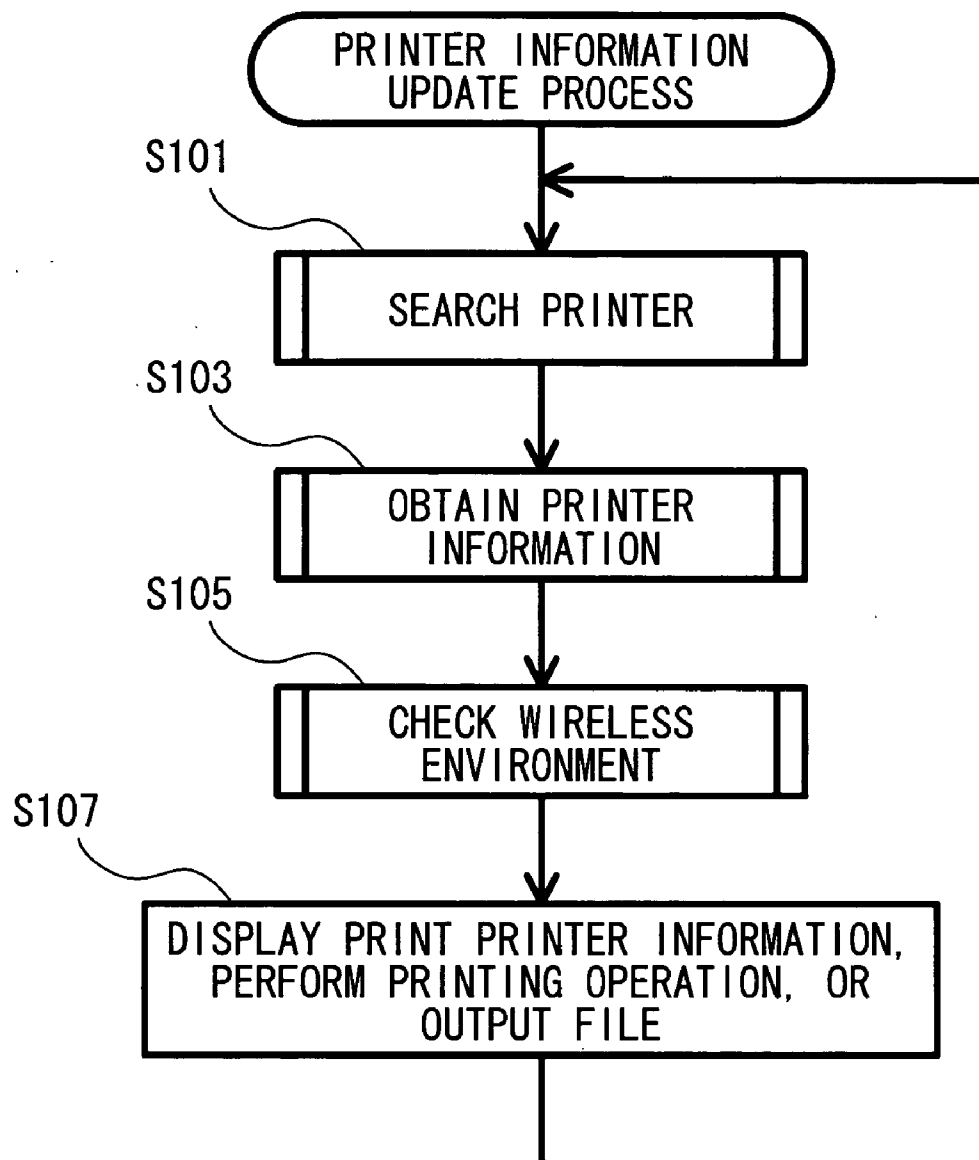 PRINTER INFORMATION
UPDATE PROCESS
S101
SEARCH PRINTER
S103
OBTAIN PRINTER
INFORMATION
S105
CHECK WIRELESS
ENVIRONMENT
S107
DISPLAY PRINT PRINTER INFORMATION,
PERFORM PRINTING OPERATION, OR
OUTPUT FILE